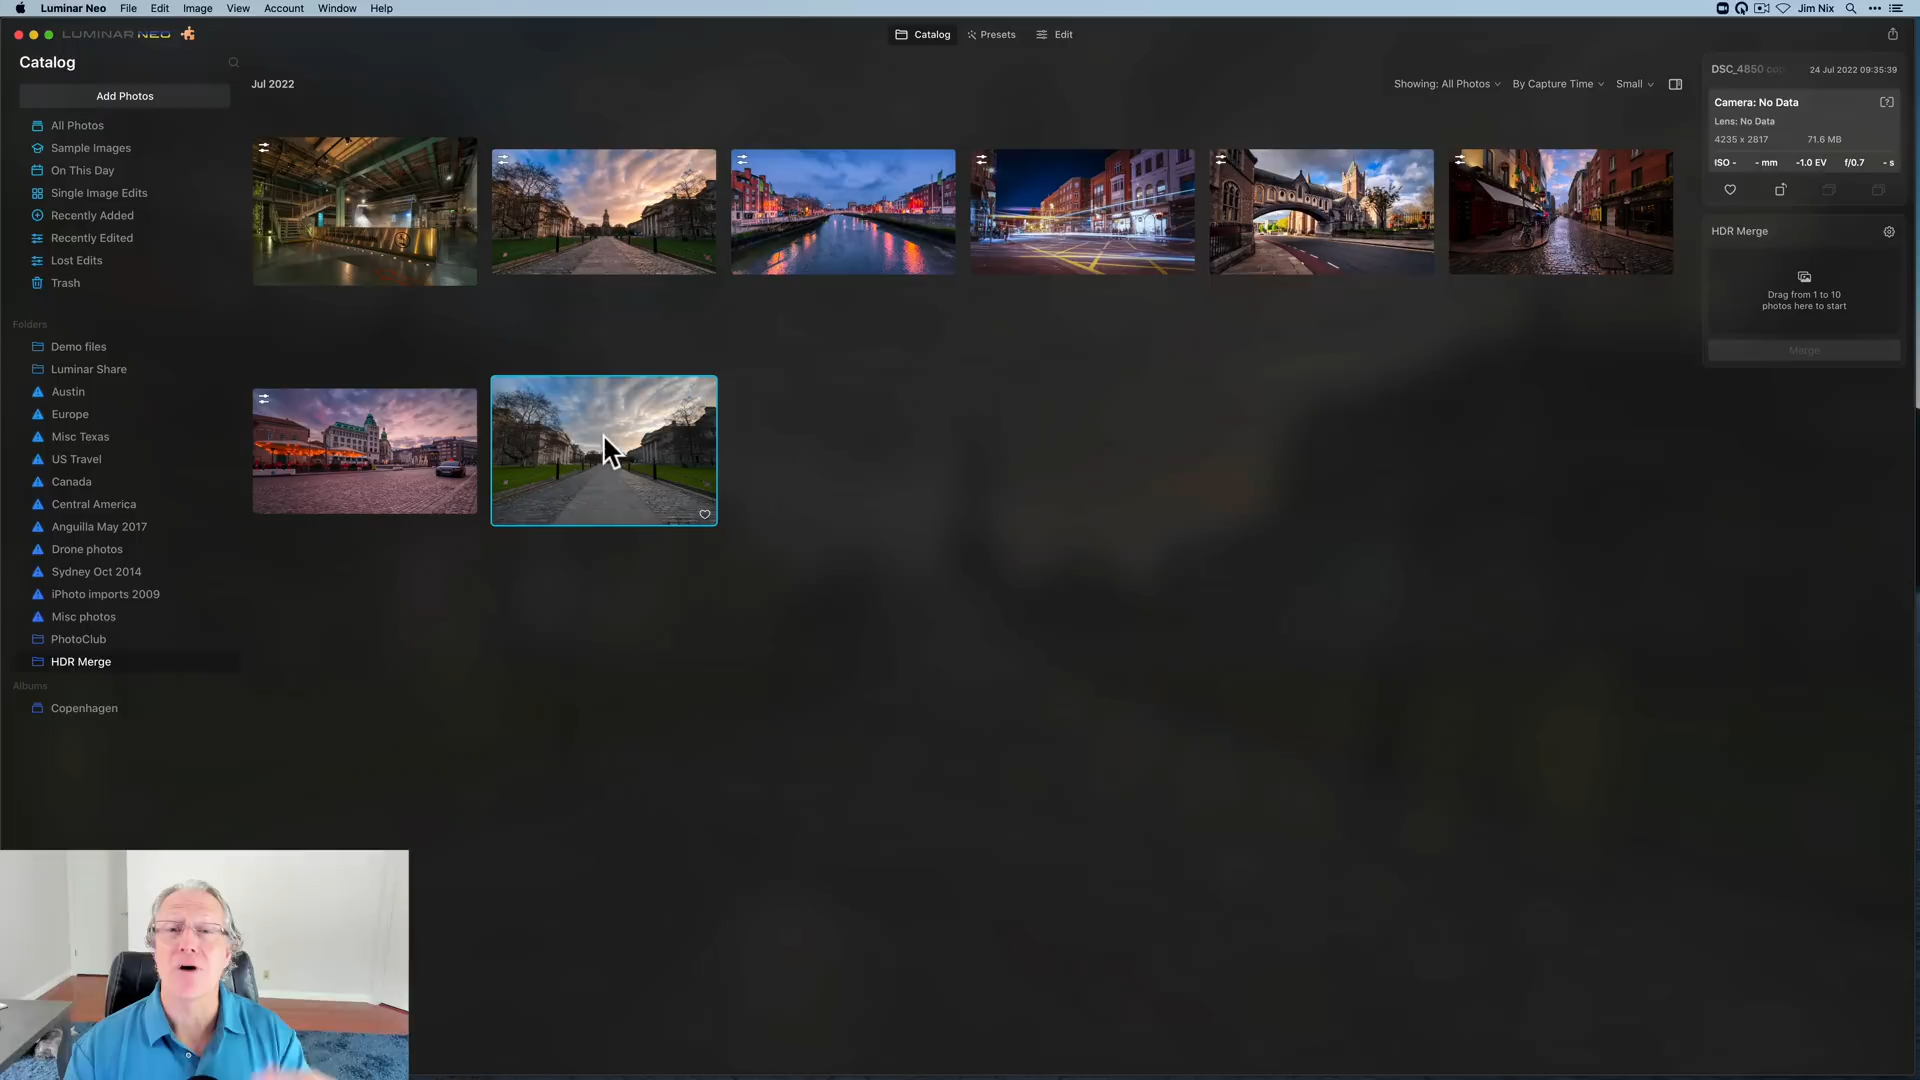 Luminar Neo File Edit Image View Account Window Help Jim Nix
LUMINAR NEO
Catalog Presets Edit
Catalog
Add Photos
All Photos
Sample Images
On This Day
Single Image Edits
Recently Added
Recently Edited
Lost Edits
Trash
Folders
Demo files
Luminar Share
Austin
Europe
Misc Texas
US Travel
Canada
Central America
Anguilla May 2017
Drone photos
Sydney Oct 2014
iPhoto imports 2009
Misc photos
PhotoClub
HDR Merge
Albums
Copenhagen
Jul 2022
Showing: All Photos By Capture Time Small
DSC_4850 24 Jul 2022 09:35:39
Camera: No Data
Lens: No Data
4235 x 2817 71.6 MB
ISO - - mm -1.0 EV f/0.7 - s
HDR Merge
Drag from 1 to 10
photos here to start
Merge